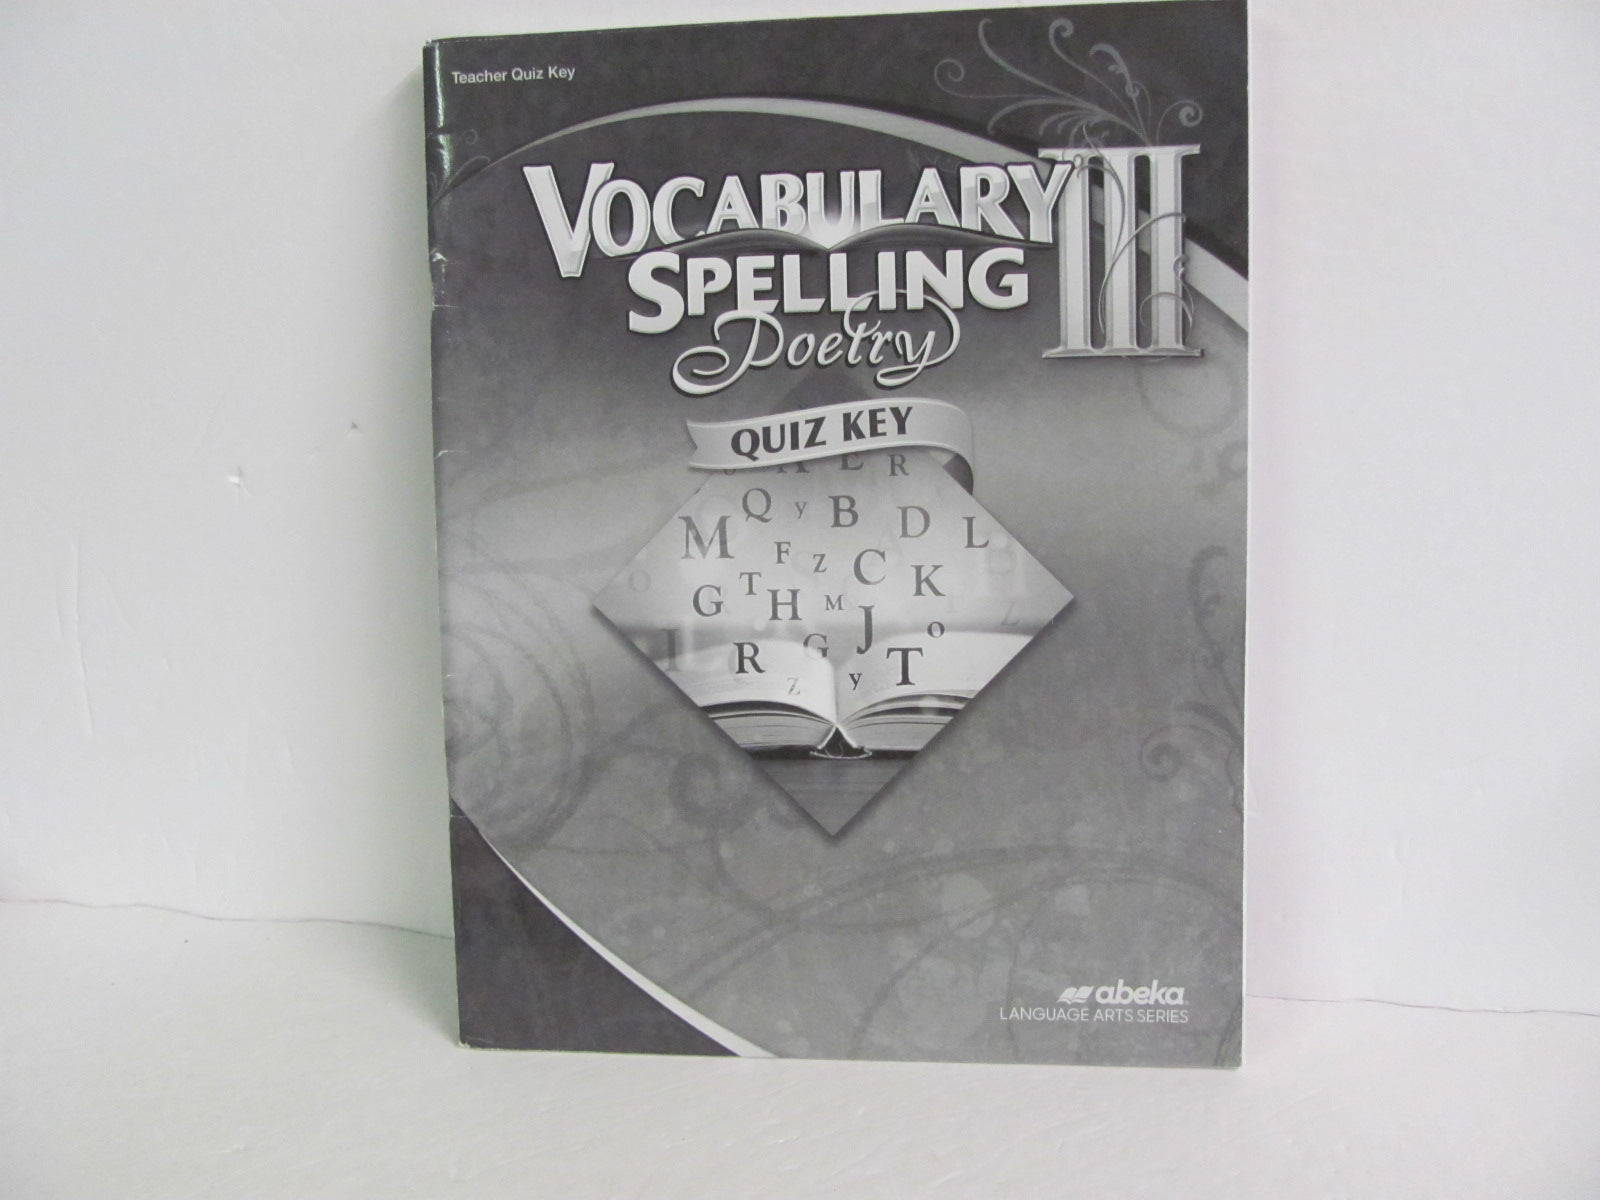 Teacher Quiz Key
VOCABULARY III
SPELLING
Poetry
QUIZ KEY
A E R
Q y B D L
M F z C K
G T H M J o
I R G T
z y
abeka
LANGUAGE ARTS SERIES